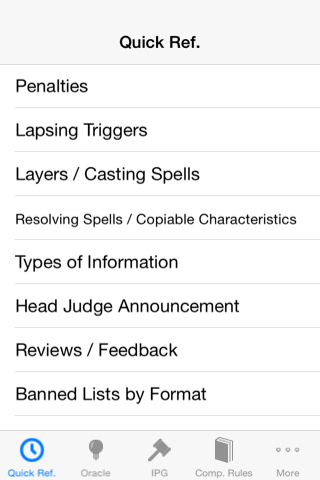 Quick Ref.
Penalties
Lapsing Triggers
Layers / Casting Spells
Resolving Spells / Copiable Characteristics
Types of Information
Head Judge Announcement
Reviews / Feedback
Banned Lists by Format
Quick Ref. Oracle IPG Comp. Rules More